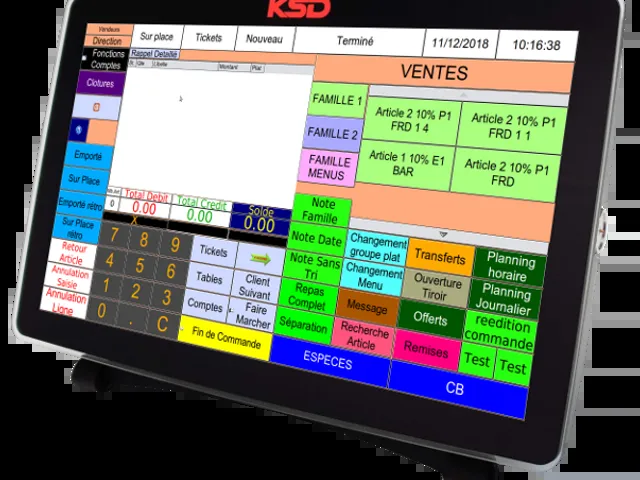 KSD
Vendeurs
Direction
Sur place
Tickets
Nouveau
Terminé
11/12/2018
10:16:38
Fonctions
Comptes
Rappel Detaillé
Qte
Montant
Plat
VENTES
Clotures
FAMILLE 1
Article 2 10% P1
FRD 1 4
Article 2 10% P1
FRD 1 1
FAMILLE 2
Article 1 10% E1
BAR
Article 2 10% P1
FRD
FAMILLE
MENUS
Emporté
Sur Place
Emporté rétro
Sur Place
rétro
0
Total Debit
0.00
Total Credit
0.00
Solde
0.00
X
Note
Famille
Note Date
Note Sans
Tri
Repas
Complet
Séparation
Changement
groupe plat
Changement
Menu
Message
Recherche
Article
Transferts
Ouverture
Tiroir
Offerts
Remises
Planning
horaire
Planning
Journalier
reedition
commande
Test
Test
Retour
Article
Annulation
Saisie
Annulation
Ligne
7 8 9
4 5 6
1 2 3
0 . C
Tickets
Tables
Client
Suivant
Comptes
Faire
Marcher
Fin de Commande
ESPECES
CB